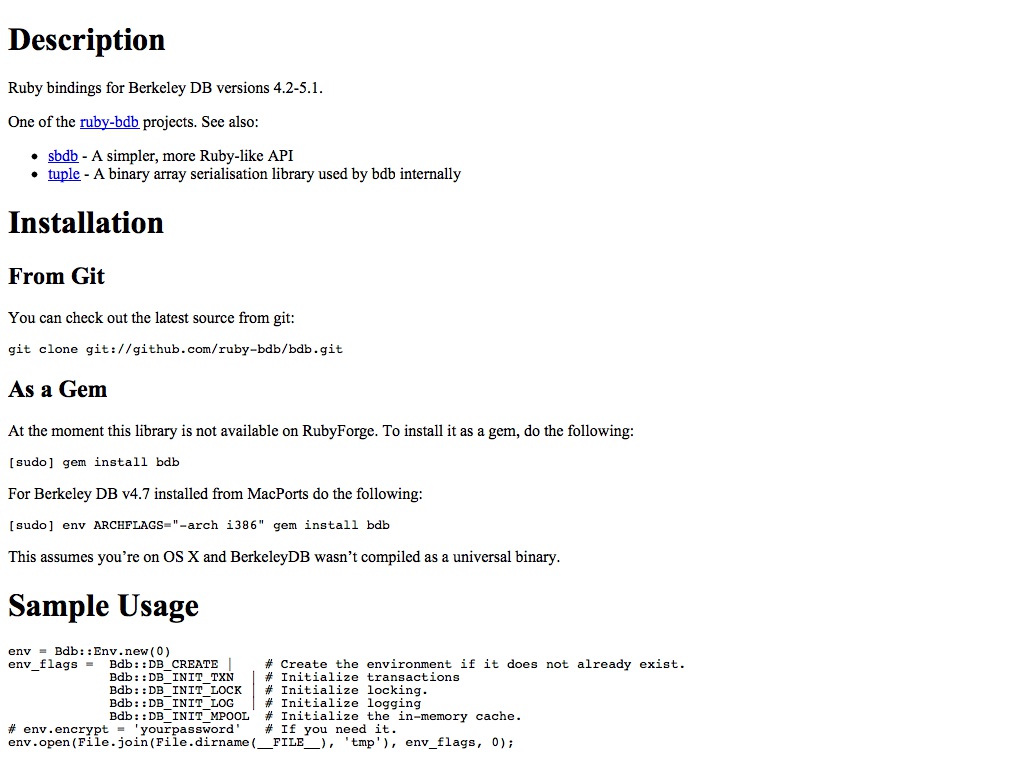 Description
Ruby bindings for Berkeley DB versions 4.2-5.1.
One of the ruby-bdb projects. See also:
• sbdb - A simpler, more Ruby-like API
• tuple - A binary array serialisation library used by bdb internally
Installation
From Git
You can check out the latest source from git:
git clone git://github.com/ruby-bdb/bdb.git
As a Gem
At the moment this library is not available on RubyForge. To install it as a gem, do the following:
[sudo] gem install bdb
For Berkeley DB v4.7 installed from MacPorts do the following:
[sudo] env ARCHFLAGS="-arch i386" gem install bdb
This assumes you’re on OS X and BerkeleyDB wasn’t compiled as a universal binary.
Sample Usage
env = Bdb::Env.new(0)
env_flags =  Bdb::DB_CREATE |    # Create the environment if it does not already exist.
             Bdb::DB_INIT_TXN  | # Initialize transactions
             Bdb::DB_INIT_LOCK | # Initialize locking.
             Bdb::DB_INIT_LOG  | # Initialize logging
             Bdb::DB_INIT_MPOOL  # Initialize the in-memory cache.
# env.encrypt = 'yourpassword'   # If you need it.
env.open(File.join(File.dirname(__FILE__), 'tmp'), env_flags, 0);